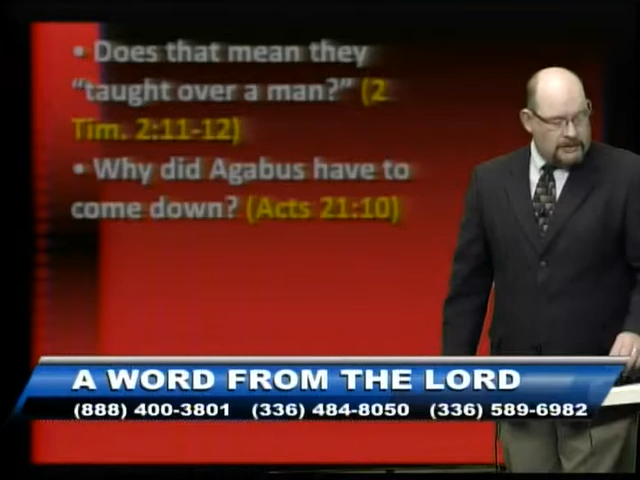 • Does that mean they
"taught over a man?" (2
Tim. 2:11-12)
• Why did Agabus have to
come down? (Acts 21:10)
A WORD FROM THE LORD
(888) 400-3801 (336) 484-8050 (336) 589-6982